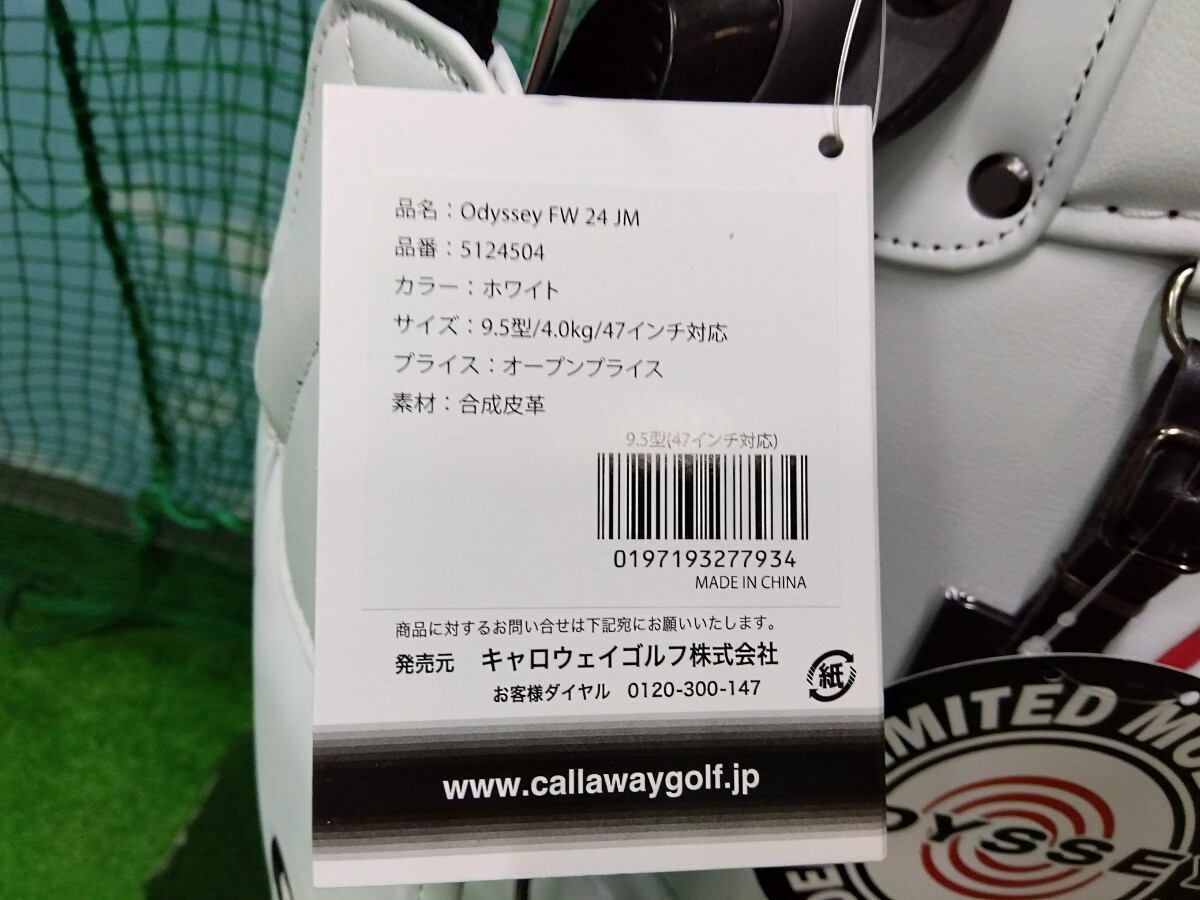 品名：Odyssey FW 24 JM
品番：5124504
カラー：ホワイト
サイズ：9.5型/4.0kg/47インチ対応
プライス：オープンプライス
素材：合成皮革
9.5型(47インチ対応)
0197193277934
MADE IN CHINA
商品に対するお問い合せは下記宛にお願いいたします。
発売元 キャロウェイゴルフ株式会社
紙
お客様ダイヤル 0120-300-147
www.callawaygolf.jp